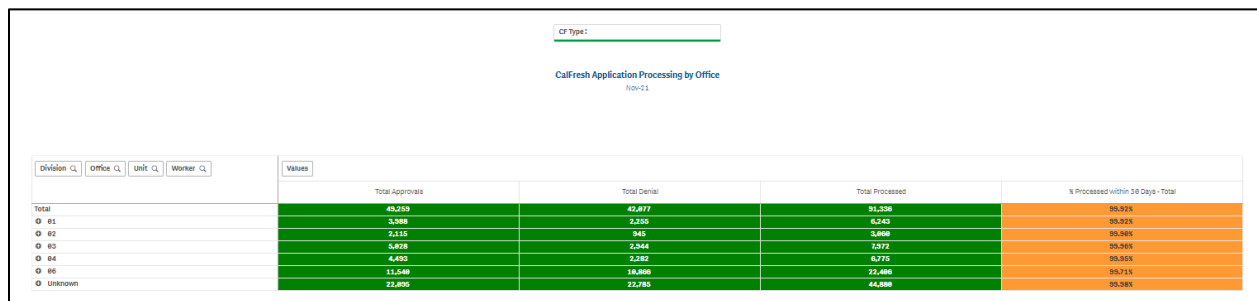 CF Type:
CalFresh Application Processing by Office
Nov-21
Division Office Unit Worker Values
Total Approvals Total Denial Total Processed % Processed within 30 Days - Total
Total 49,259 42,077 91,336 99.92%
01 3,988 2,255 6,243 99.92%
02 2,115 945 3,060 99.90%
03 5,028 2,944 7,972 99.96%
04 4,493 2,282 6,775 99.95%
06 11,540 10,866 22,406 99.71%
Unknown 22,095 22,785 44,880 99.98%